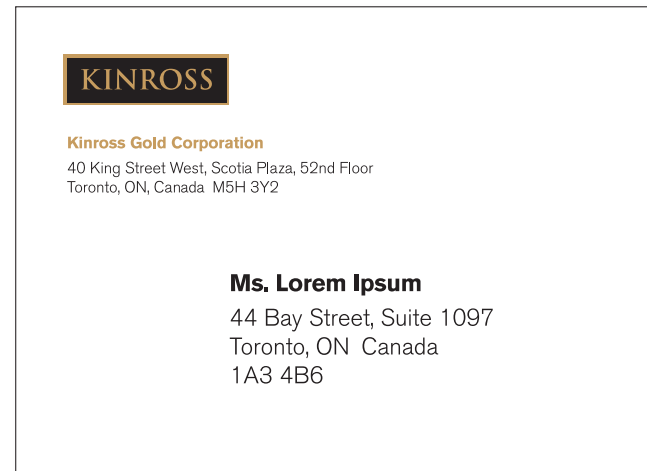 KINROSS
Kinross Gold Corporation
40 King Street West, Scotia Plaza, 52nd Floor
Toronto, ON, Canada  M5H 3Y2
Ms. Lorem Ipsum
44 Bay Street, Suite 1097
Toronto, ON  Canada
1A3 4B6